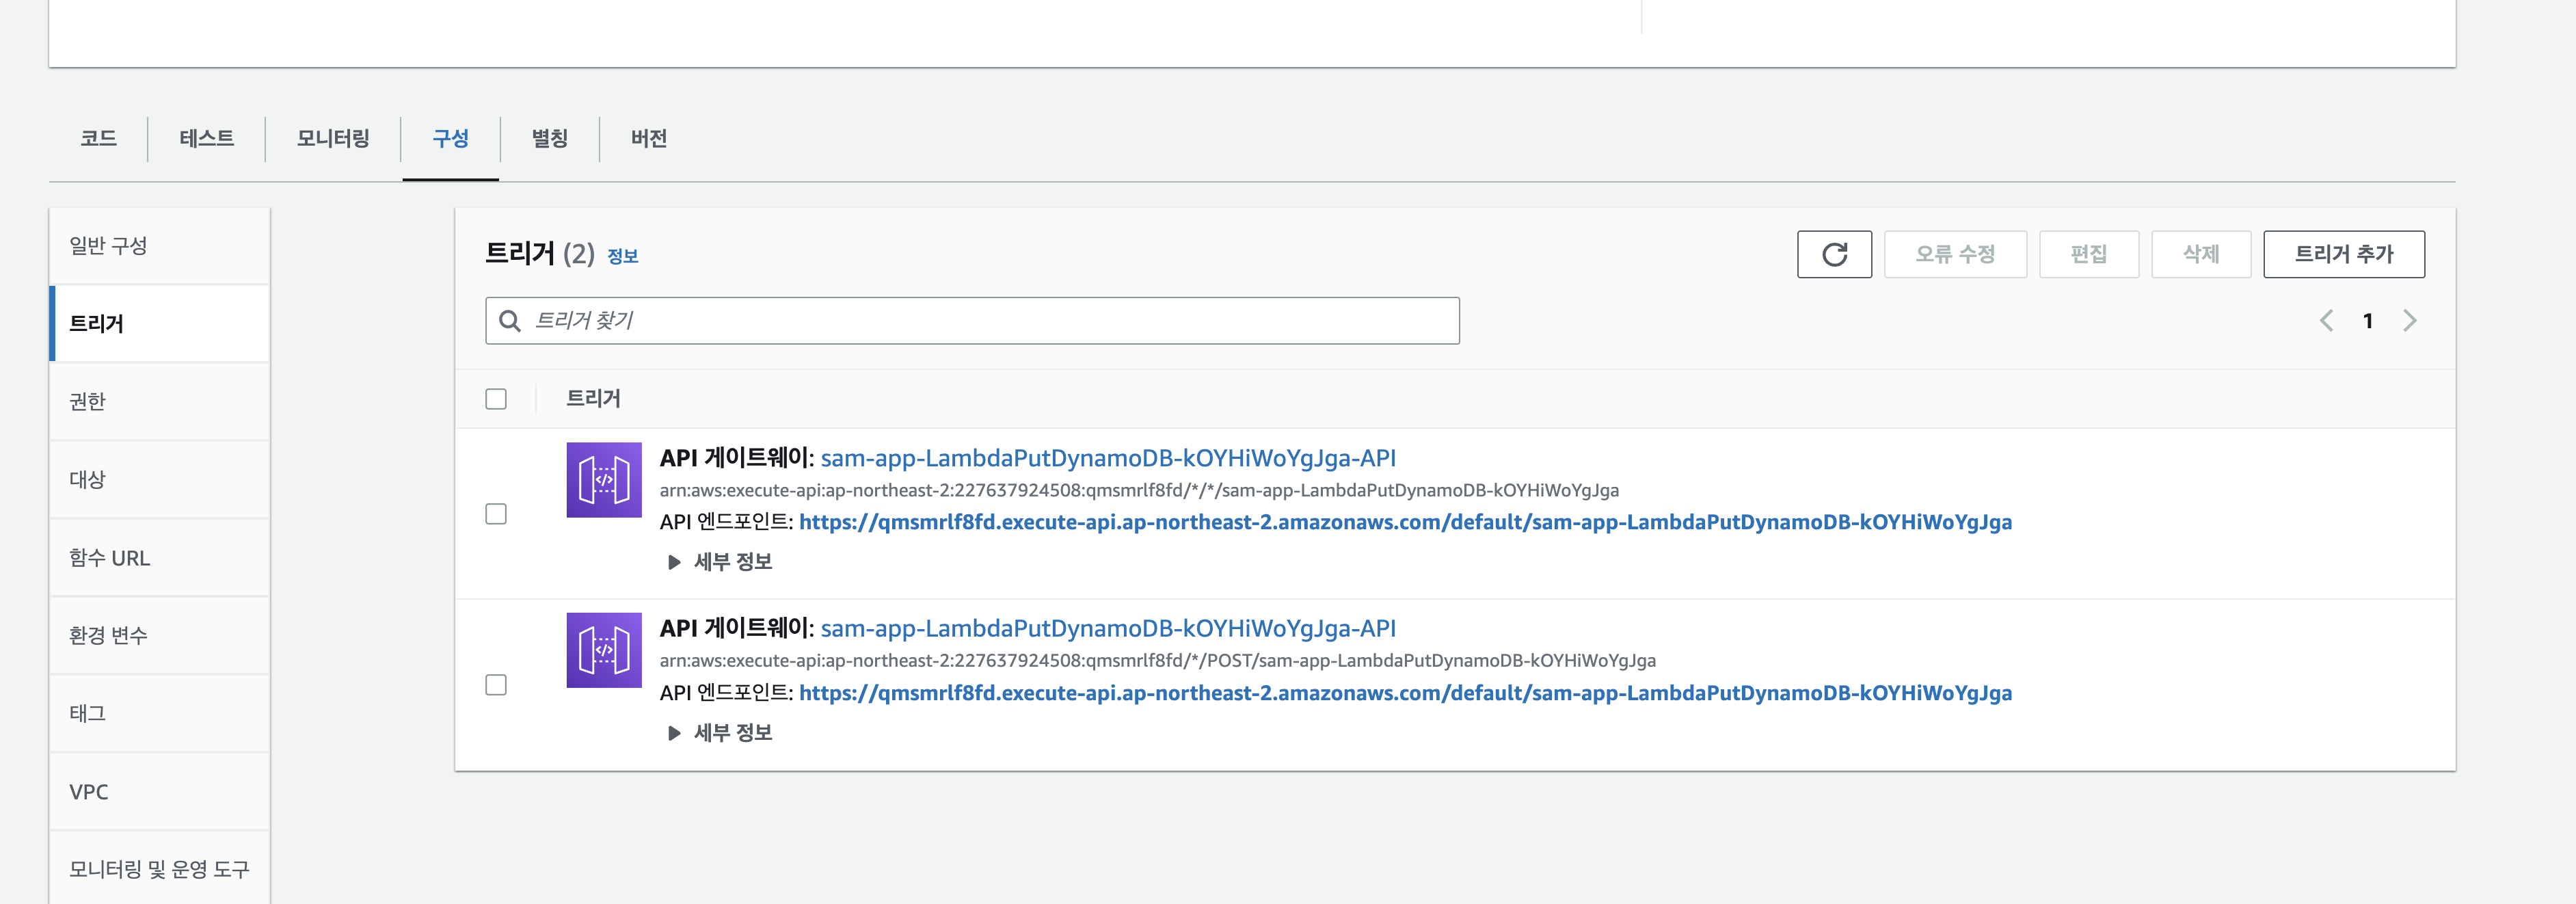 코드 테스트 모니터링 구성 별칭 버전
일반 구성
트리거
권한
대상
함수 URL
환경 변수
태그
VPC
모니터링 및 운영 도구
트리거 (2) 정보
오류 수정 편집 삭제 트리거 추가
트리거 찾기
1
트리거
API 게이트웨이: sam-app-LambdaPutDynamoDB-kOYHiWoYgJga-API
arn:aws:execute-api:ap-northeast-2:227637924508:qmsmrlf8fd/*/*/sam-app-LambdaPutDynamoDB-kOYHiWoYgJga
API 엔드포인트: https://qmsmrlf8fd.execute-api.ap-northeast-2.amazonaws.com/default/sam-app-LambdaPutDynamoDB-kOYHiWoYgJga
세부 정보
API 게이트웨이: sam-app-LambdaPutDynamoDB-kOYHiWoYgJga-API
arn:aws:execute-api:ap-northeast-2:227637924508:qmsmrlf8fd/*/POST/sam-app-LambdaPutDynamoDB-kOYHiWoYgJga
API 엔드포인트: https://qmsmrlf8fd.execute-api.ap-northeast-2.amazonaws.com/default/sam-app-LambdaPutDynamoDB-kOYHiWoYgJga
세부 정보